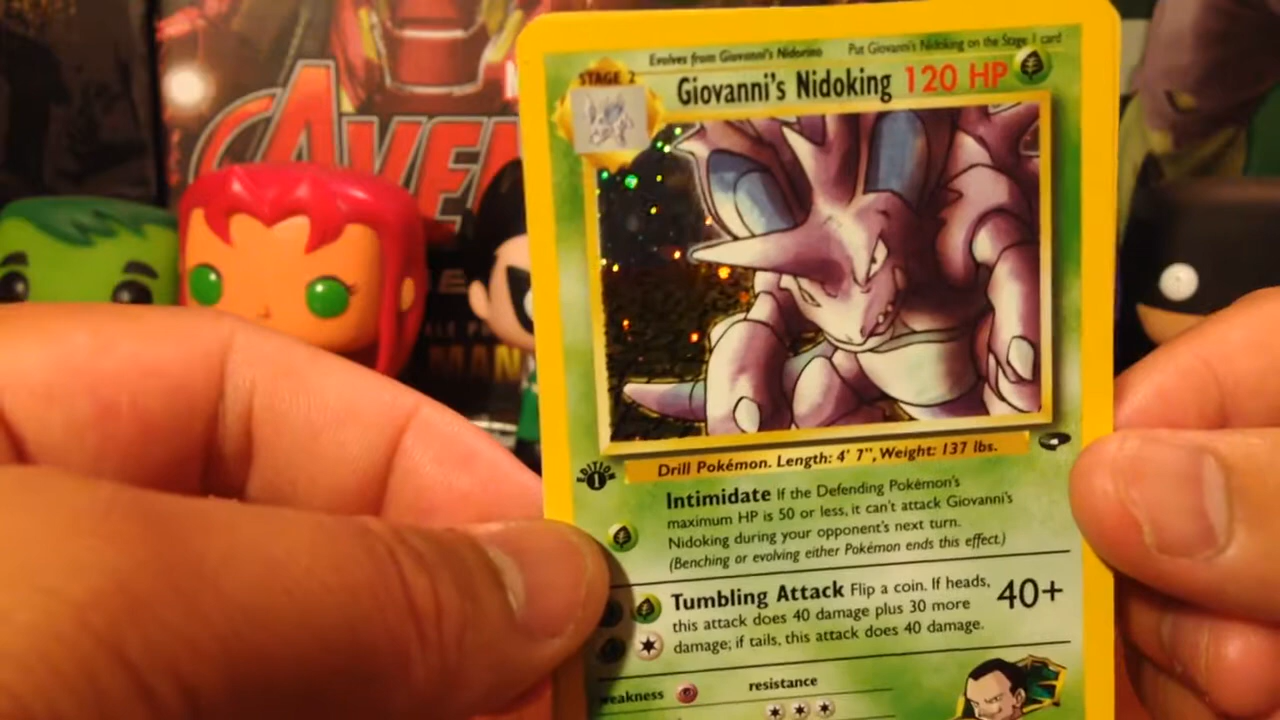 AVE
MAN
Evolves from Giovanni's Nidorino
Put Giovanni's Nidoking on the Stage 1 card
STAGE 2
Giovanni's Nidoking 120 HP
Drill Pokémon. Length: 4' 7", Weight: 137 lbs.
EDITION
1
Intimidate If the Defending Pokémon's
maximum HP is 50 or less, it can't attack Giovanni's
Nidoking during your opponent's next turn.
(Benching or evolving either Pokémon ends this effect.)
Tumbling Attack Flip a coin. If heads,
this attack does 40 damage plus 30 more
damage; if tails, this attack does 40 damage.
40+
weakness
resistance